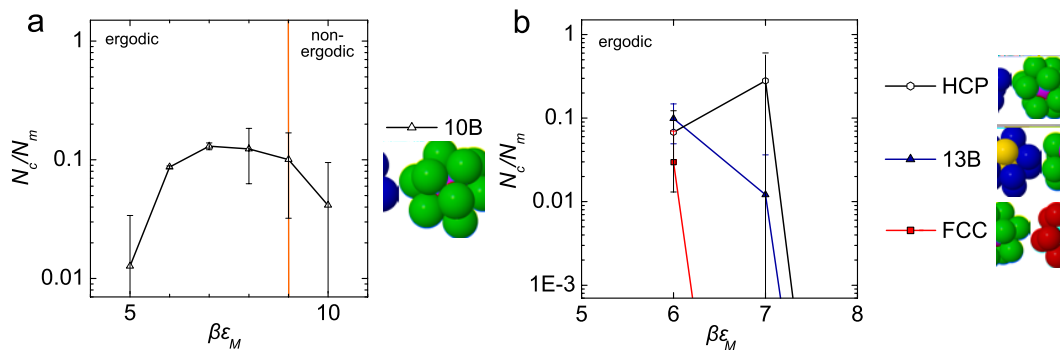 a
ergodic
non-
ergodic
1
0.1
0.01
N_c/N_m
5
10
βε_M
10B
b
ergodic
1
0.1
0.01
1E-3
N_c/N_m
5
6
7
8
βε_M
HCP
13B
FCC